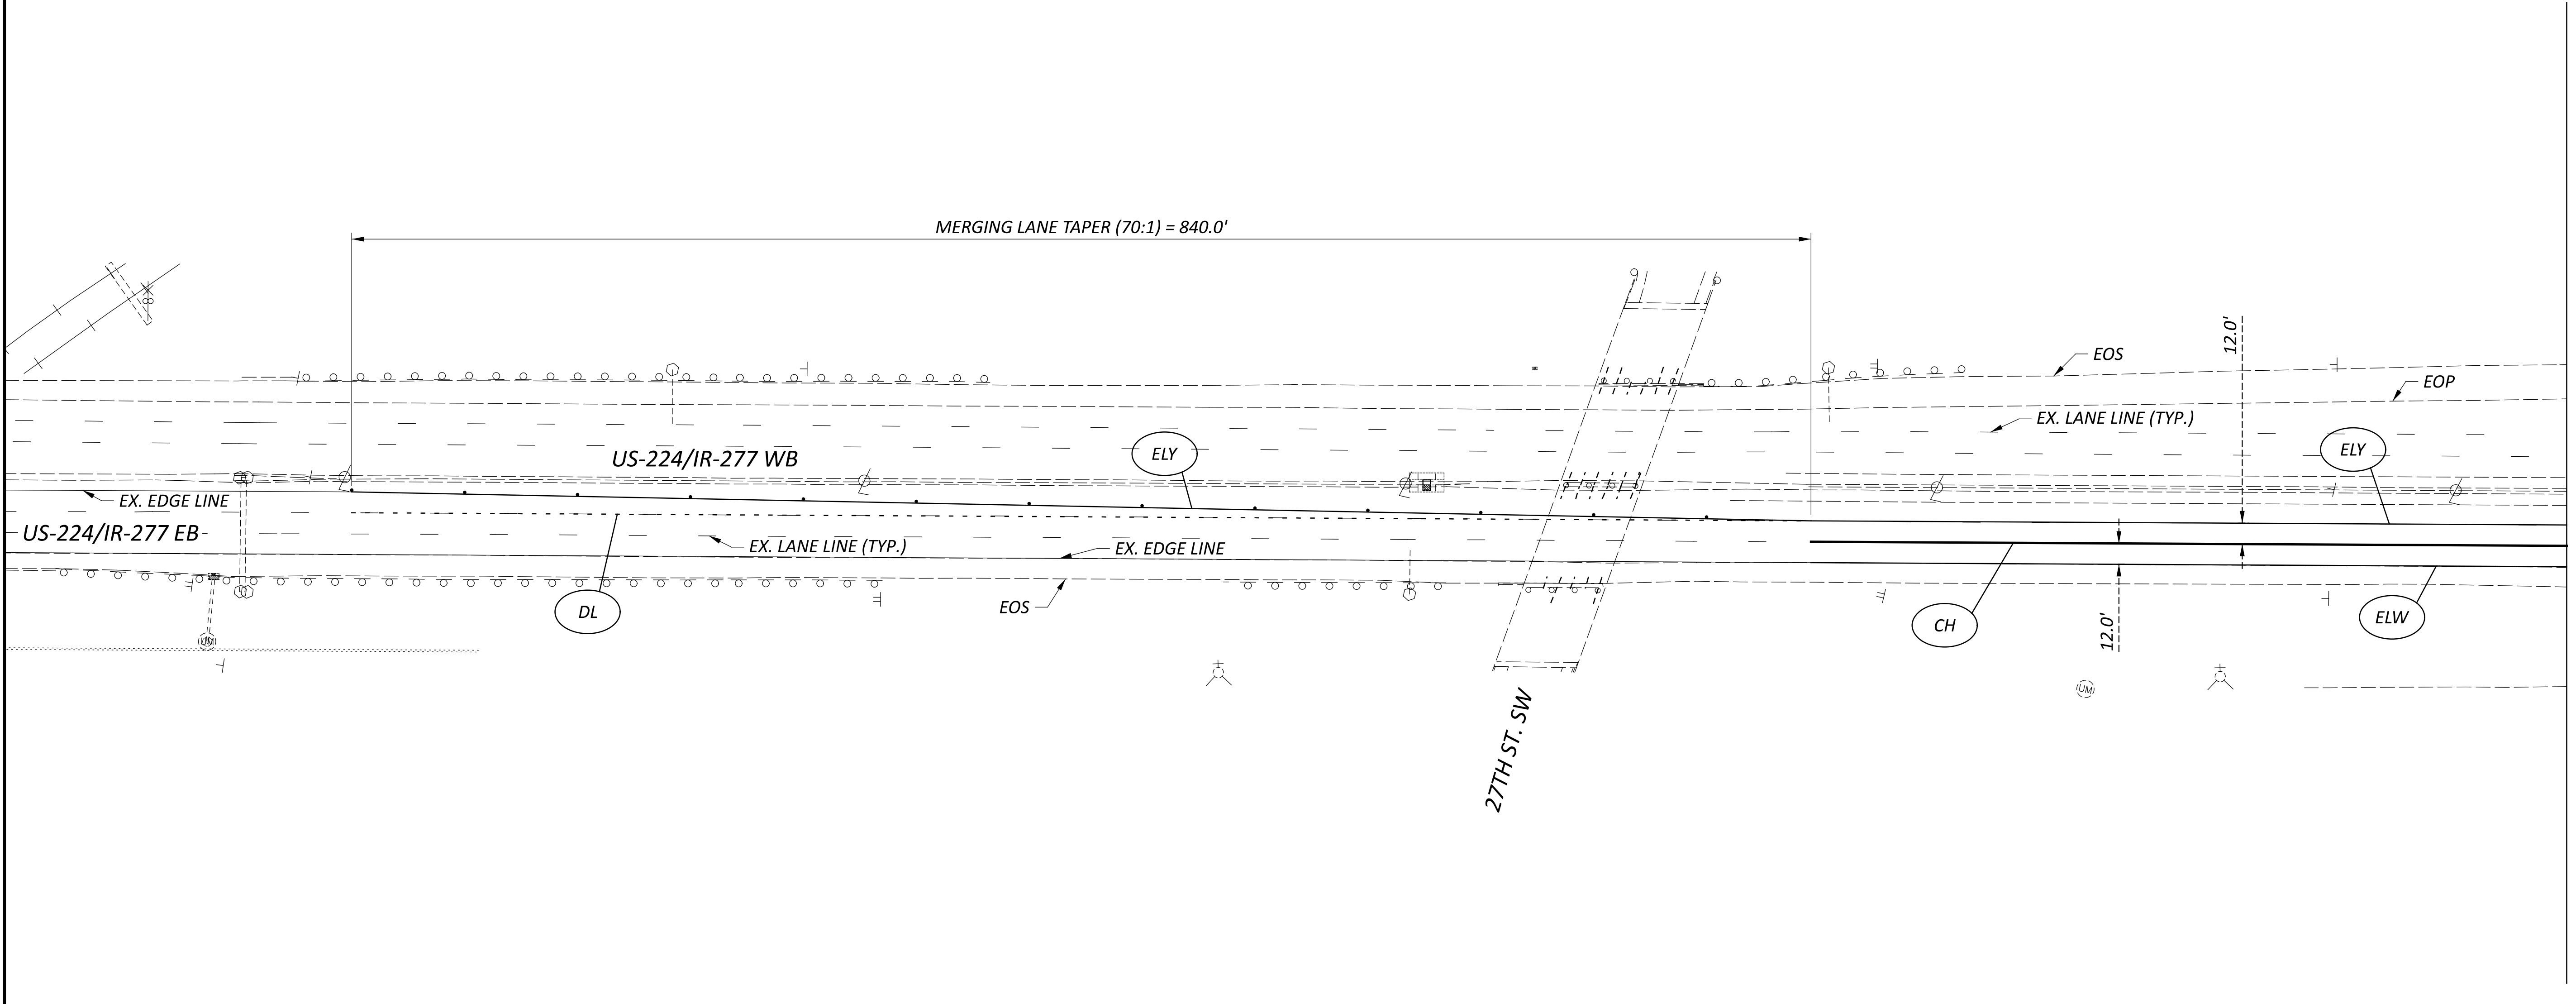 MERGING LANE TAPER (70:1) = 840.0'
12.0'
EOS
EOP
EX. LANE LINE (TYP.)
ELY
US-224/IR-277 WB
ELY
EX. EDGE LINE
US-224/IR-277 EB
EX. LANE LINE (TYP.)
EX. EDGE LINE
EOS
DL
CH
12.0'
ELW
27TH ST. SW
(UM)
(UM)